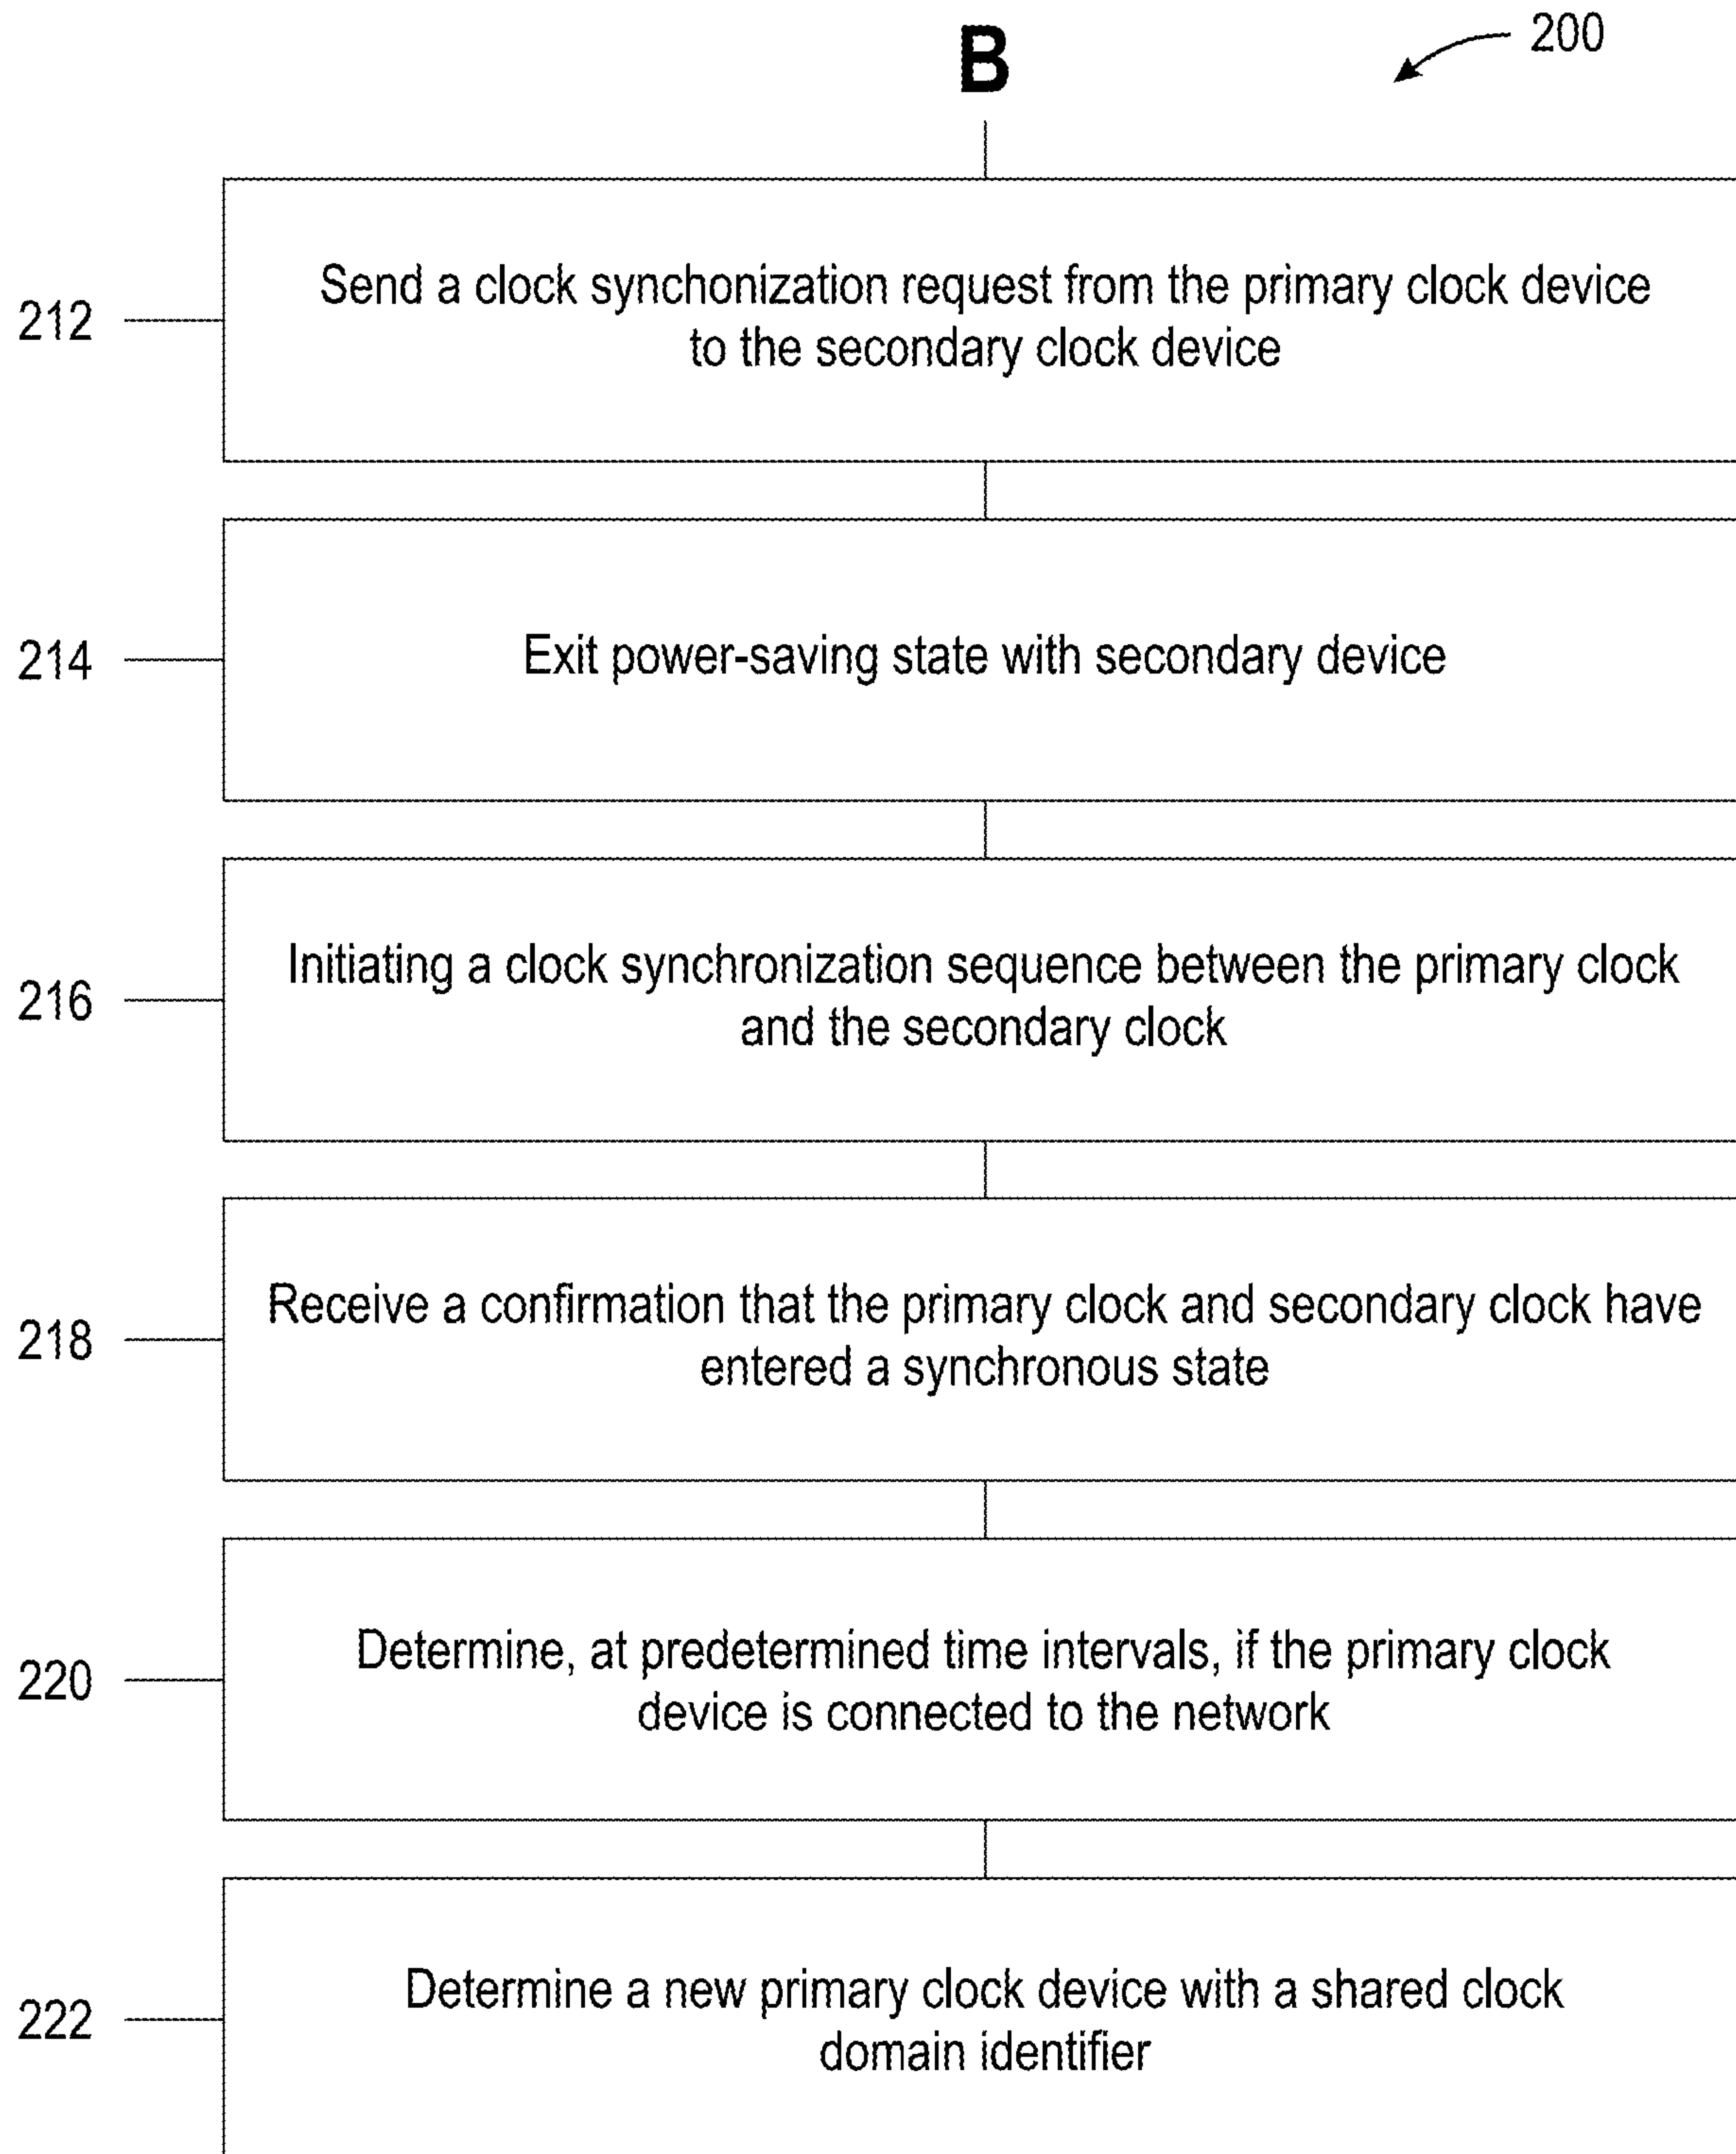 B
200
212
Send a clock synchonization request from the primary clock device
to the secondary clock device
214
Exit power-saving state with secondary device
216
Initiating a clock synchronization sequence between the primary clock
and the secondary clock
218
Receive a confirmation that the primary clock and secondary clock have
entered a synchronous state
220
Determine, at predetermined time intervals, if the primary clock
device is connected to the network
222
Determine a new primary clock device with a shared clock
domain identifier